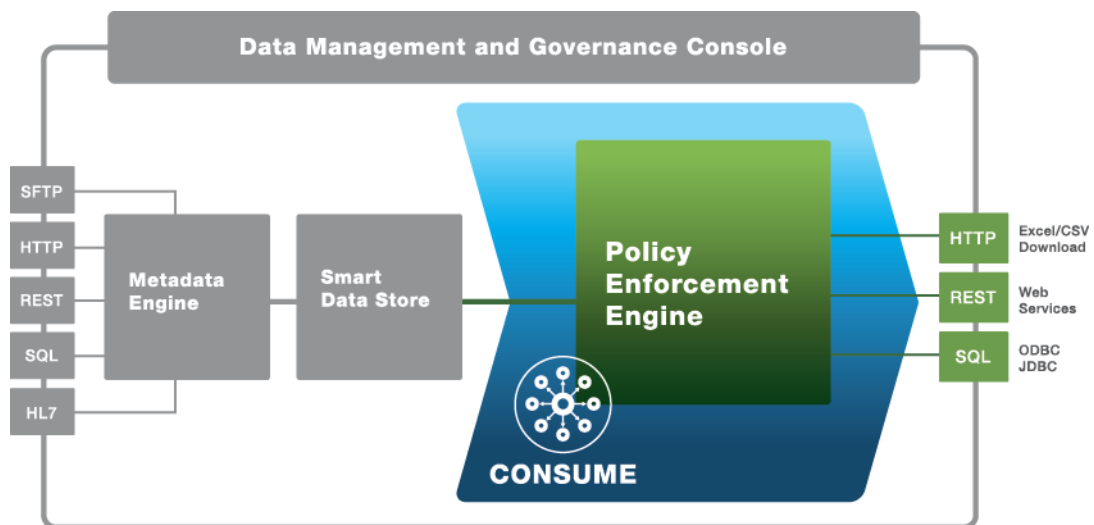 Data Management and Governance Console
SFTP
HTTP
REST
SQL
HL7
Metadata
Engine
Smart
Data Store
Policy
Enforcement
Engine
CONSUME
HTTP
Excel/CSV
Download
REST
Web
Services
SQL
ODBC
JDBC